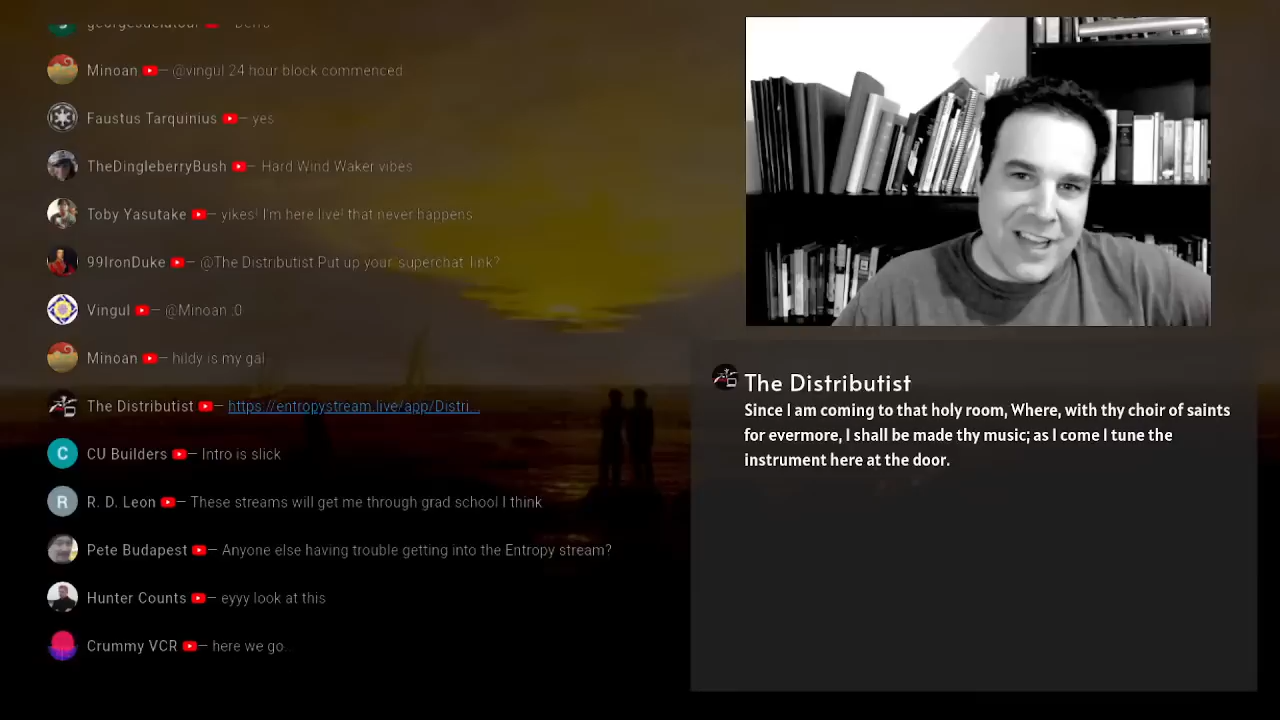 Minoan — @vingul 24 hour block commenced
Faustus Tarquinius — yes
TheDingleberryBush — Hard Wind Waker vibes
Toby Yasutake — yikes! I'm here live! that never happens
99IronDuke — @The Distributist Put up your superchat link?
Vingul — @Minoan :0
Minoan — hildy is my gal
The Distributist — https://entropystream.live/app/Distri...
CU Builders — Intro is slick
R. D. Leon — These streams will get me through grad school I think
Pete Budapest — Anyone else having trouble getting into the Entropy stream?
Hunter Counts — eyyy look at this
Crummy VCR — here we go..
The Distributist
Since I am coming to that holy room, Where, with thy choir of saints
for evermore, I shall be made thy music; as I come I tune the
instrument here at the door.